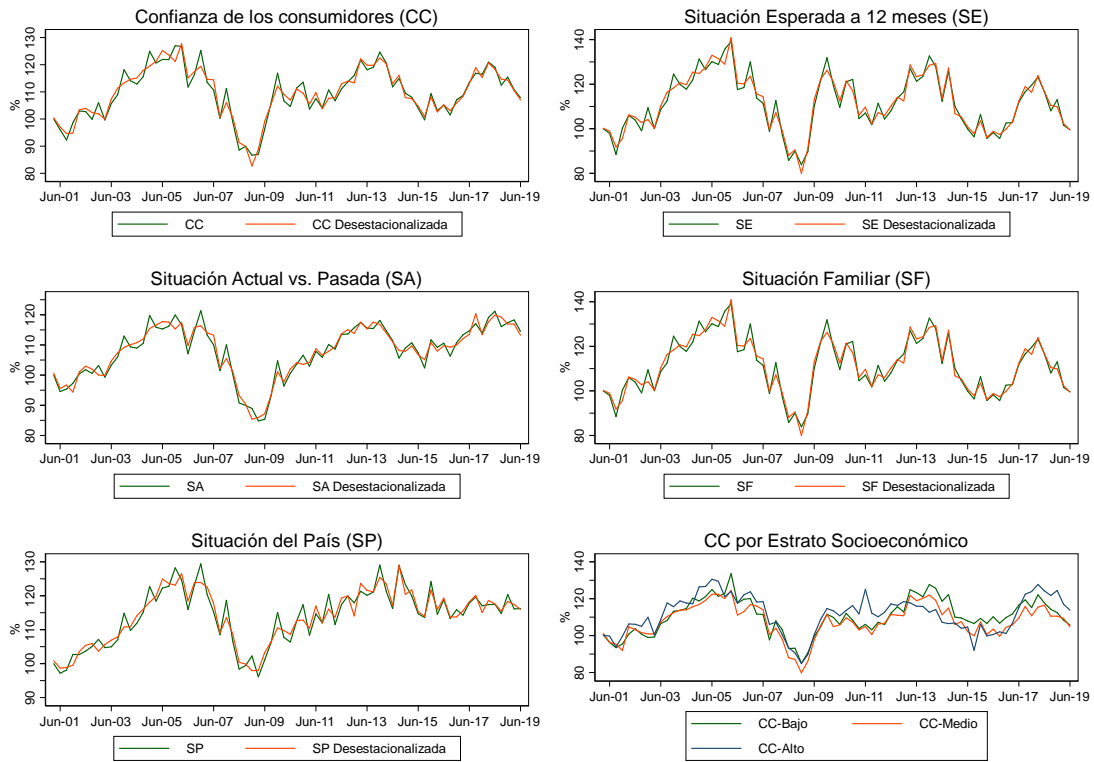 Confianza de los consumidores (CC)
%
130
120
110
100
90
80
Jun-01 Jun-03 Jun-05 Jun-07 Jun-09 Jun-11 Jun-13 Jun-15 Jun-17 Jun-19
CC CC Desestacionalizada
Situación Esperada a 12 meses (SE)
%
140
120
100
80
Jun-01 Jun-03 Jun-05 Jun-07 Jun-09 Jun-11 Jun-13 Jun-15 Jun-17 Jun-19
SE SE Desestacionalizada
Situación Actual vs. Pasada (SA)
%
120
110
100
90
80
Jun-01 Jun-03 Jun-05 Jun-07 Jun-09 Jun-11 Jun-13 Jun-15 Jun-17 Jun-19
SA SA Desestacionalizada
Situación Familiar (SF)
%
140
120
100
80
Jun-01 Jun-03 Jun-05 Jun-07 Jun-09 Jun-11 Jun-13 Jun-15 Jun-17 Jun-19
SF SF Desestacionalizada
Situación del País (SP)
%
130
120
110
100
90
Jun-01 Jun-03 Jun-05 Jun-07 Jun-09 Jun-11 Jun-13 Jun-15 Jun-17 Jun-19
SP SP Desestacionalizada
CC por Estrato Socioeconómico
%
140
120
100
80
Jun-01 Jun-03 Jun-05 Jun-07 Jun-09 Jun-11 Jun-13 Jun-15 Jun-17 Jun-19
CC-Bajo CC-Medio
CC-Alto